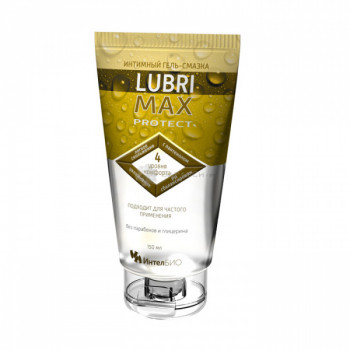 ИНТИМНЫЙ ГЕЛЬ-СМАЗКА
LUBRI
MAX
PROTECT
4
уровня
комфорта
ПОДХОДИТ ДЛЯ ЧАСТОГО
ПРИМЕНЕНИЯ
Без парабенов и глицерина
150 мл
ИнтелБИО